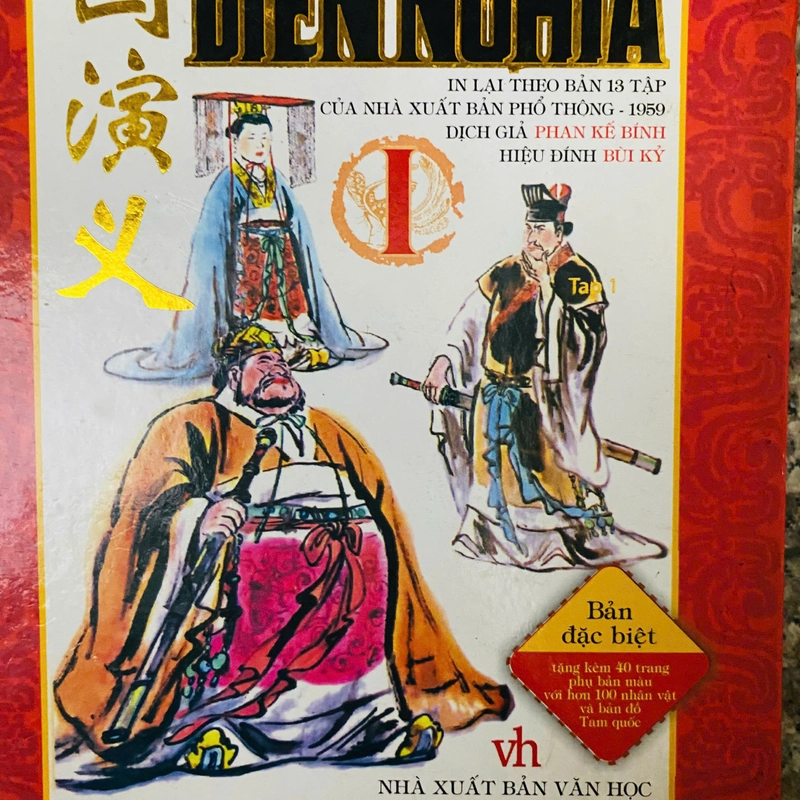 演义
DIỄN NGHĨA
IN LẠI THEO BẢN 13 TẬP
CỦA NHÀ XUẤT BẢN PHỔ THÔNG - 1959
DỊCH GIẢ PHAN KẾ BÍNH
HIỆU ĐÍNH BÙI KỶ
I
Tập 1
Bản
đặc biệt
tặng kèm 40 trang
phụ bản màu
với hơn 100 nhân vật
và bản đồ
Tam quốc
vh
NHÀ XUẤT BẢN VĂN HỌC